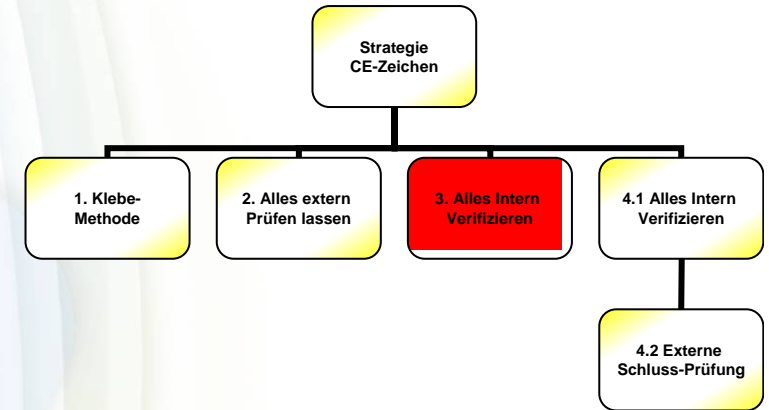 Strategie
CE-Zeichen
1. Klebe-
Methode
2. Alles extern
Prüfen lassen
3. Alles Intern
Verifizieren
4.1 Alles Intern
Verifizieren
4.2 Externe
Schluss-Prüfung